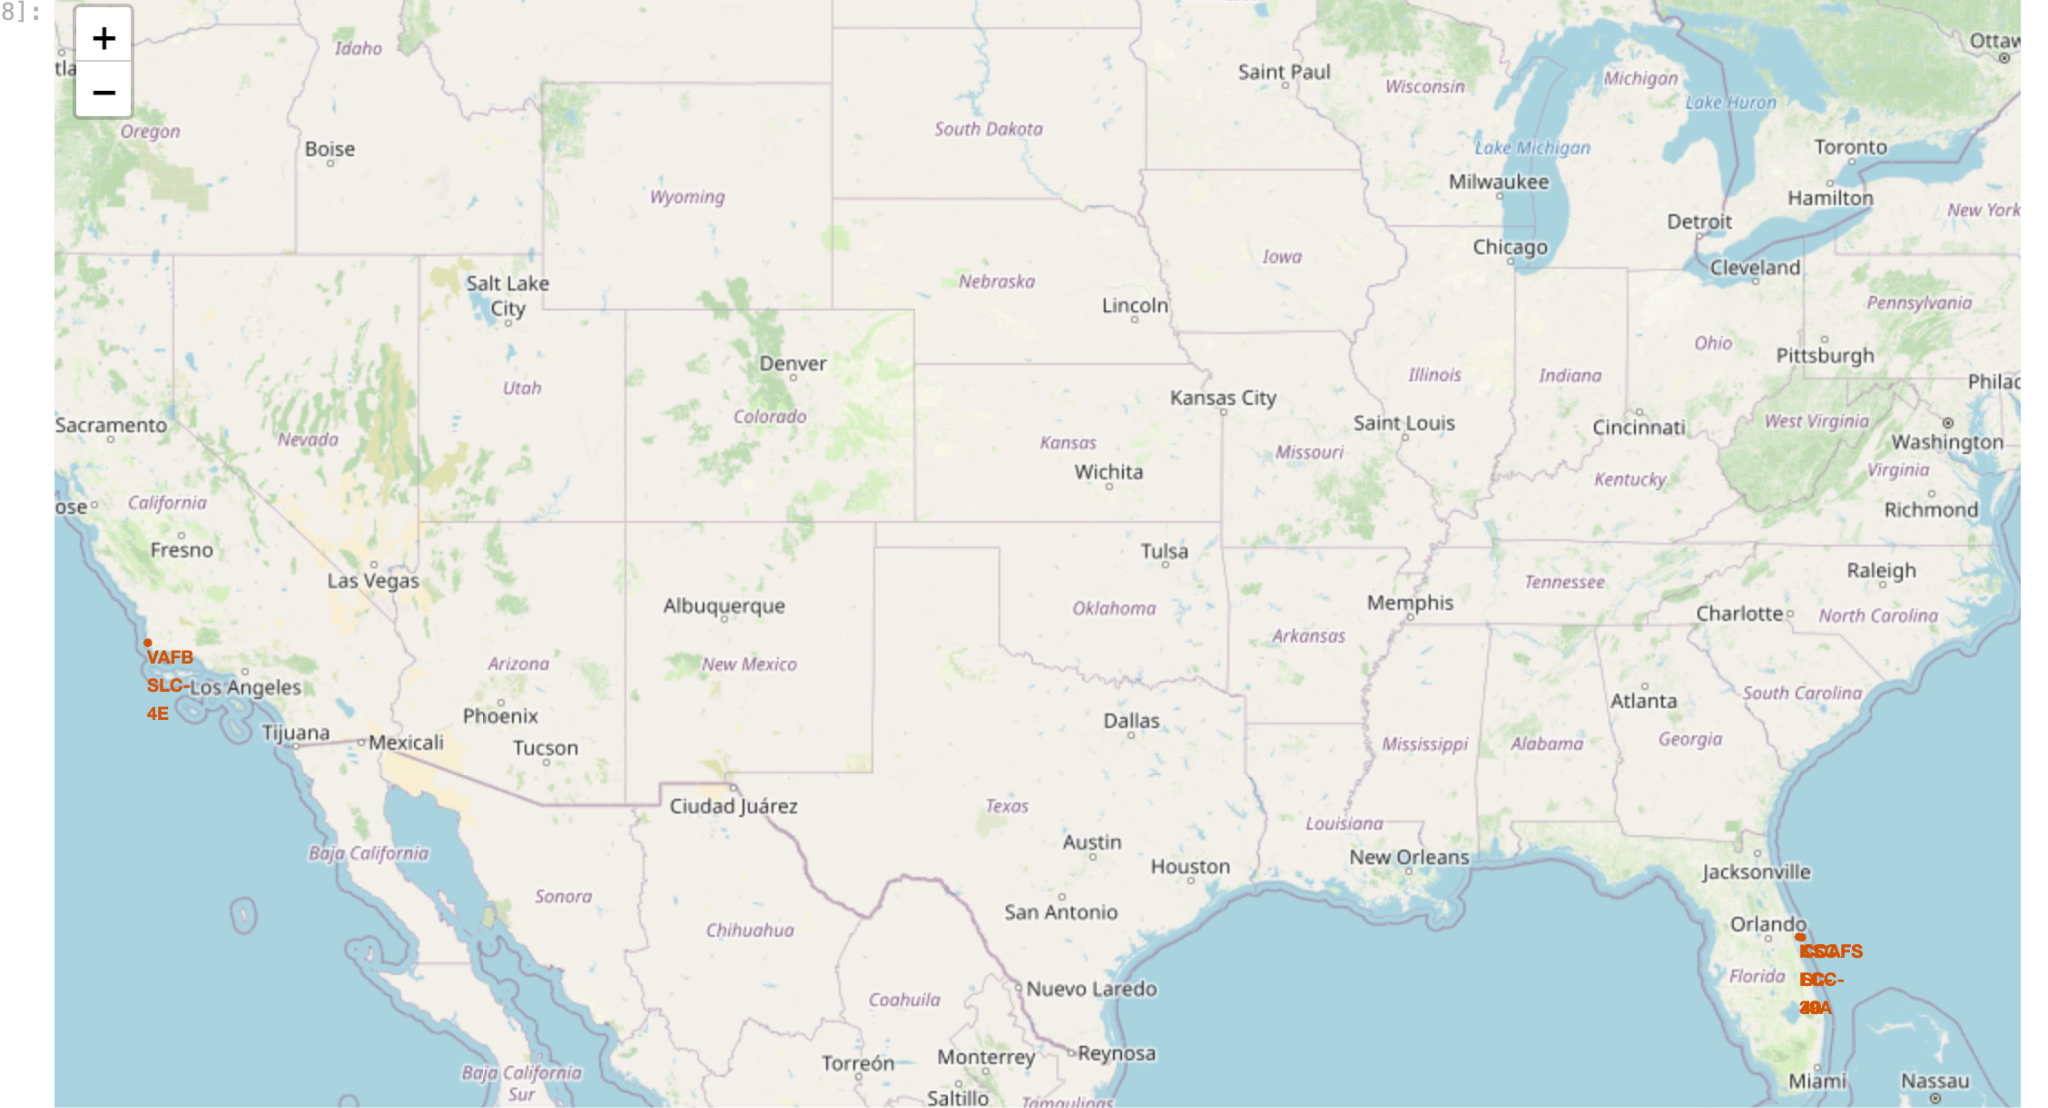 8]:
+
−
tla
Idaho
Oregon
Boise
Wyoming
South Dakota
Saint Paul
Wisconsin
Michigan
Lake Huron
Ottaw
Lake Michigan
Toronto
Milwaukee
Hamilton
Detroit
New York
Chicago
Iowa
Cleveland
Salt Lake
City
Nebraska
Lincoln
Pennsylvania
Ohio
Pittsburgh
Denver
Utah
Colorado
Illinois
Indiana
Philad
Kansas City
Sacramento
Nevada
Kansas
Saint Louis
Missouri
Cincinnati
West Virginia
Washington
Wichita
Kentucky
Virginia
California
ose
Richmond
Fresno
Las Vegas
Tulsa
Tennessee
Raleigh
Albuquerque
Oklahoma
Memphis
Charlotte
North Carolina
Arkansas
VAFB
SLC-
4E
Los Angeles
Arizona
New Mexico
Phoenix
Tucson
Tijuana
Mexicali
Dallas
Atlanta
South Carolina
Mississippi
Alabama
Georgia
Ciudad Juárez
Texas
Louisiana
Austin
Houston
New Orleans
Jacksonville
Baja California
Sonora
Chihuahua
San Antonio
Orlando
Florida
Nuevo Laredo
Coahuila
Torreón
Monterrey
Reynosa
Baja California
Sur
Saltillo
Tamaulipas
Miami
Nassau